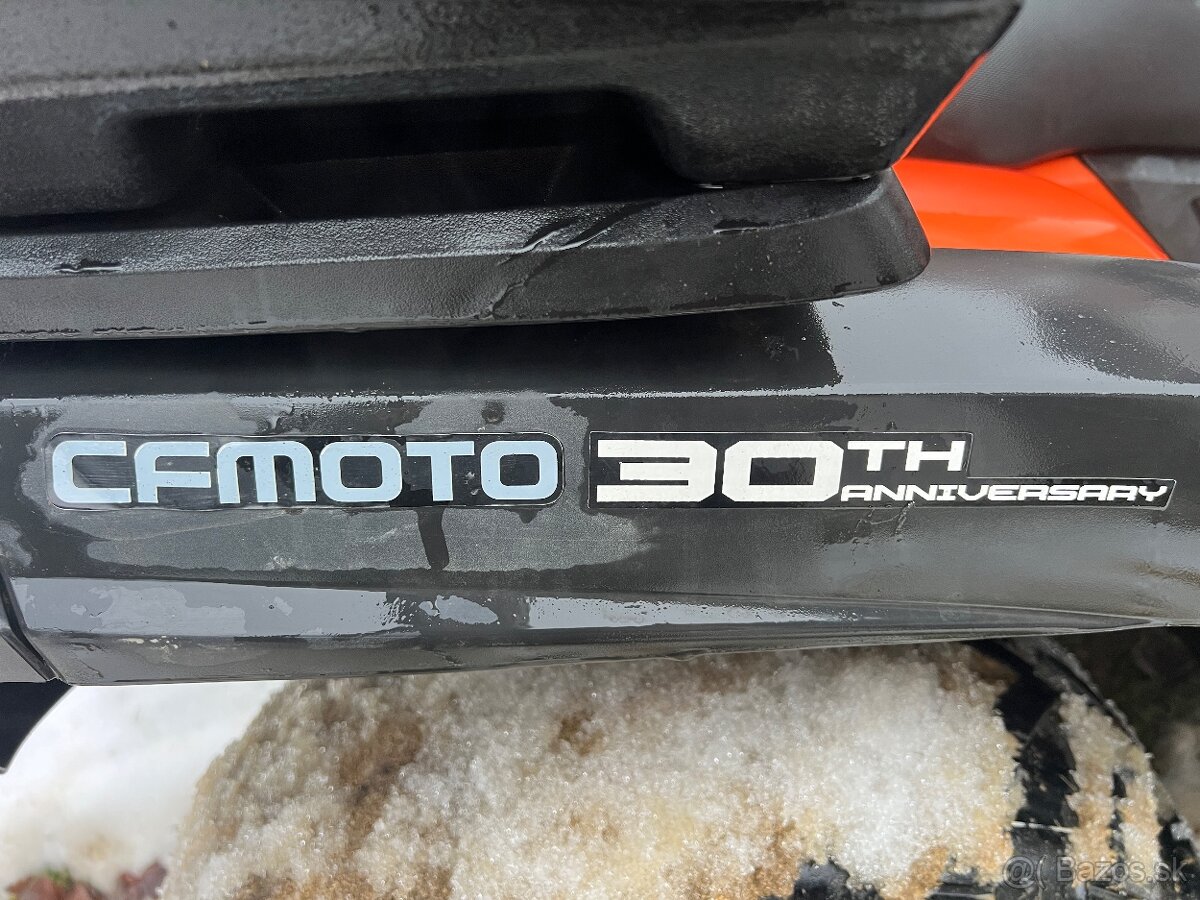 CFMOTO 30TH
ANNIVERSARY
@( Bazos.sk